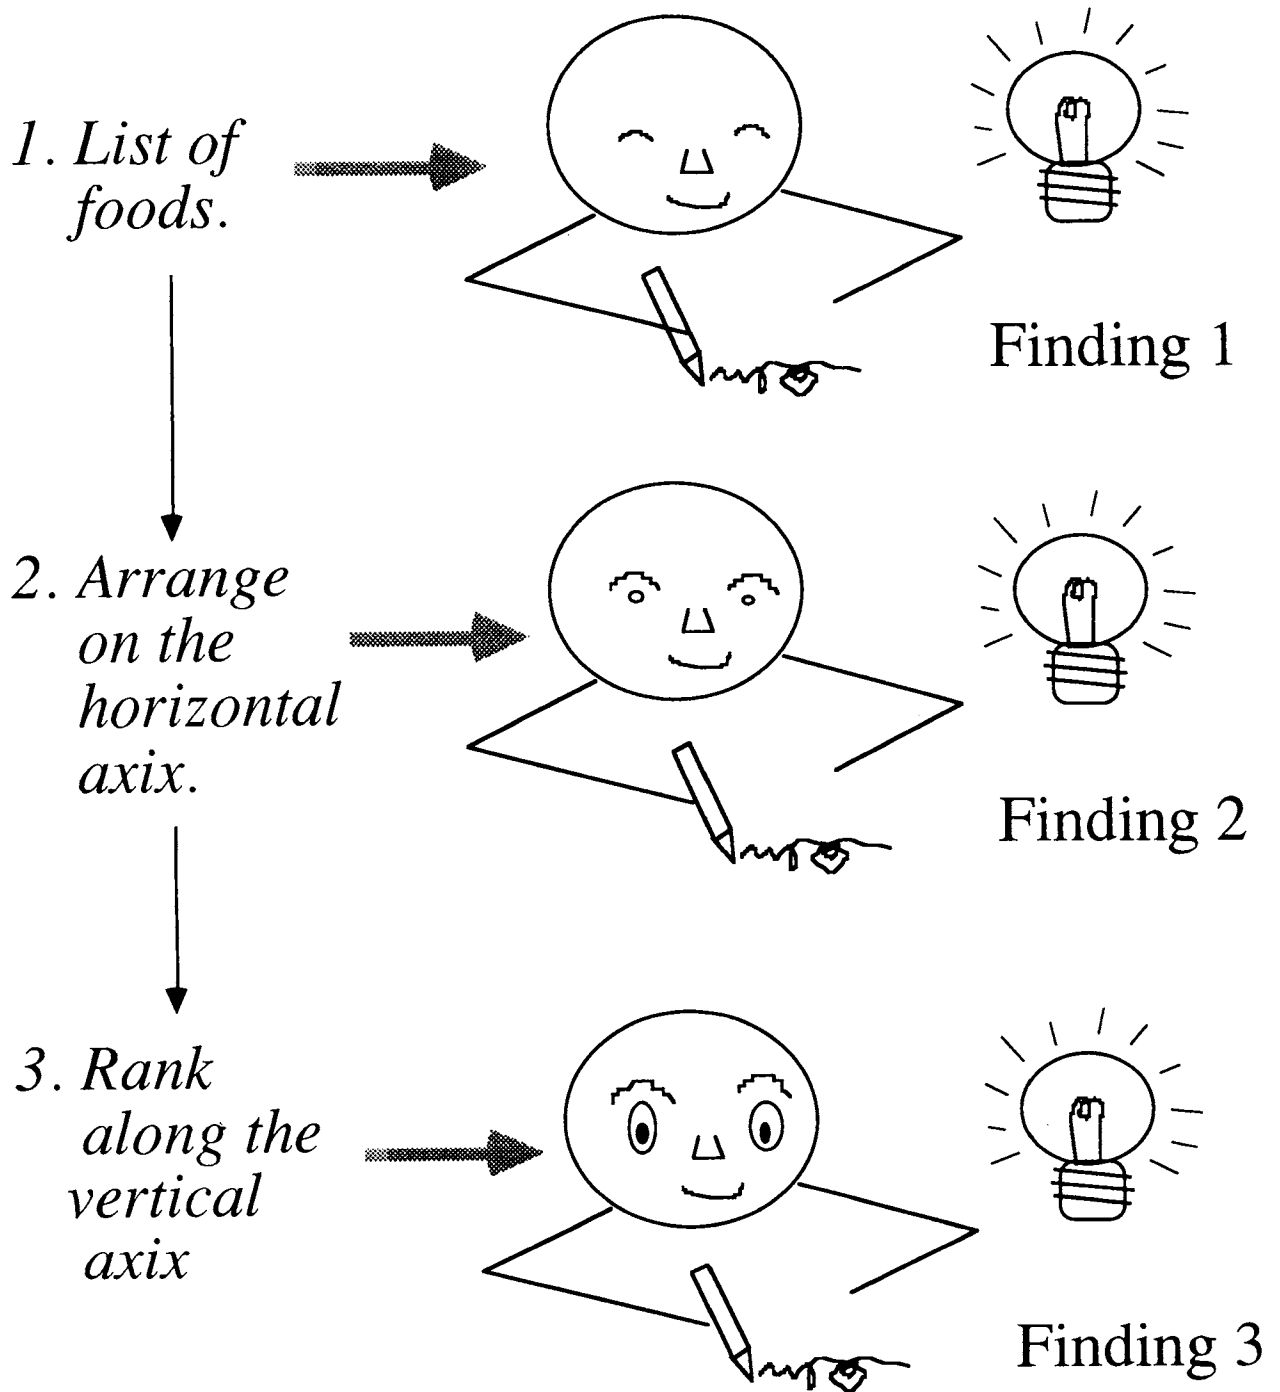 1. List of
foods.
Finding 1
2. Arrange
on the
horizontal
axix.
Finding 2
3. Rank
along the
vertical
axix
Finding 3